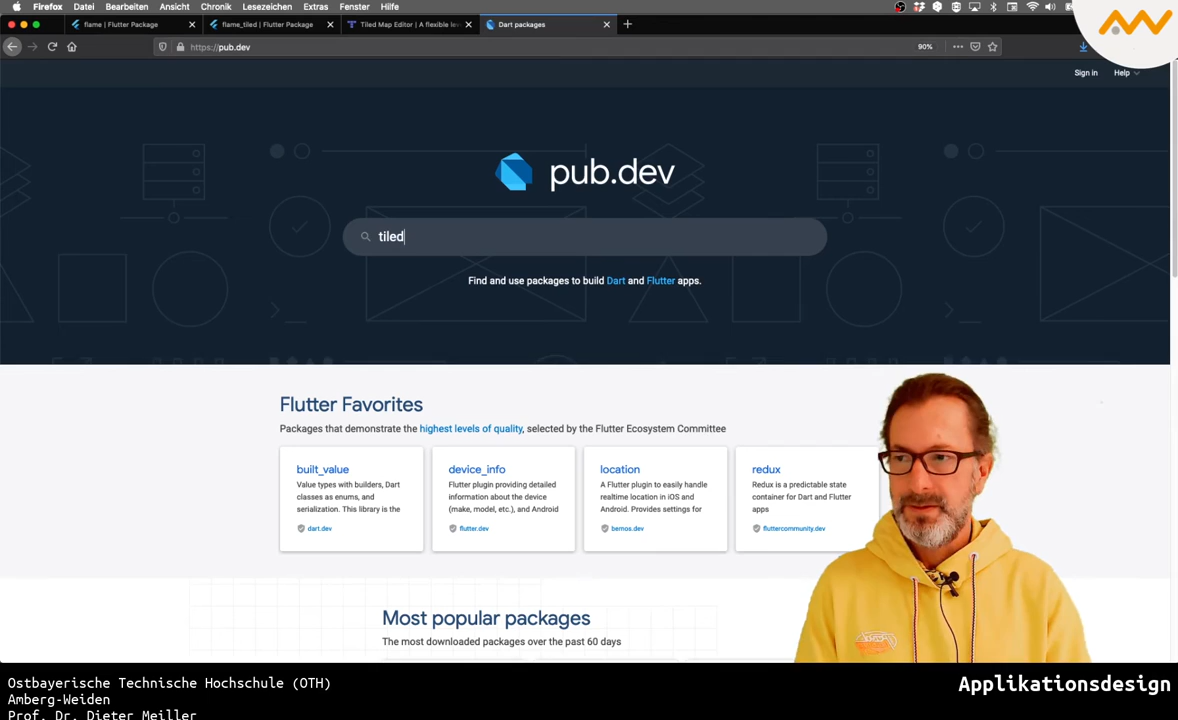 Firefox Datei Bearbeiten Ansicht Chronik Lesezeichen Extras Fenster Hilfe
flame | Flutter Package flame_tiled | Flutter Package Tiled Map Editor | A flexible lev Dart packages
https://pub.dev 90%
Sign in Help
pub.dev
tiled
Find and use packages to build Dart and Flutter apps.
Flutter Favorites
Packages that demonstrate the highest levels of quality, selected by the Flutter Ecosystem Committee
built_value
Value types with builders, Dart
classes as enums, and
serialization. This library is the
dart.dev
device_info
Flutter plugin providing detailed
information about the device
(make, model, etc.), and Android
flutter.dev
location
A Flutter plugin to easily handle
realtime location in iOS and
Android. Provides settings for
bernos.dev
redux
Redux is a predictable state
container for Dart and Flutter
apps
fluttercommunity.dev
Most popular packages
The most downloaded packages over the past 60 days
Ostbayerische Technische Hochschule (OTH)
Amberg-Weiden
Prof. Dr. Dieter Meiller
Applikationsdesign